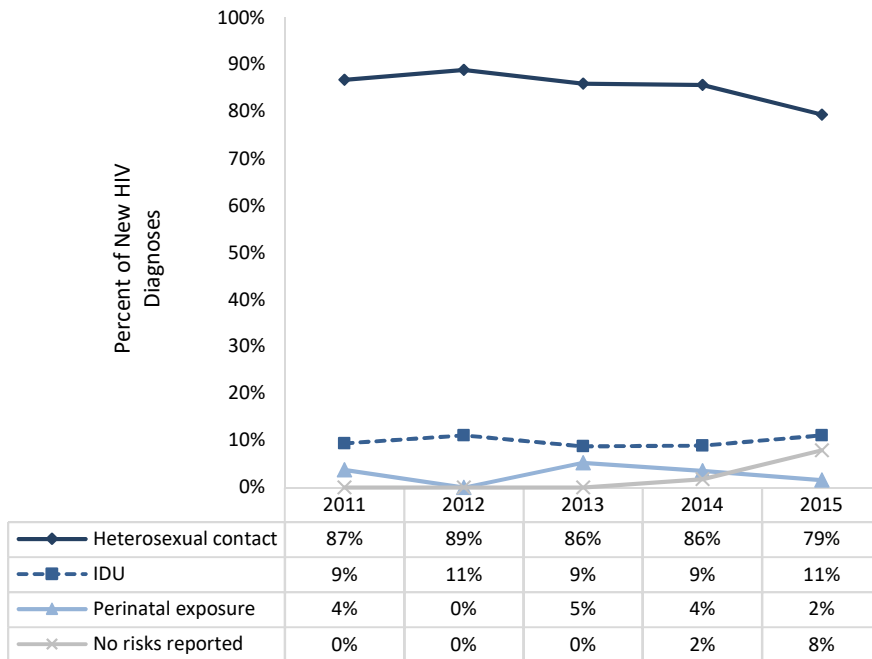 100%
90%
80%
70%
60%
50%
40%
30%
20%
10%
0%
Percent of New HIV
Diagnoses
2011 2012 2013 2014 2015
Heterosexual contact 87% 89% 86% 86% 79%
IDU 9% 11% 9% 9% 11%
Perinatal exposure 4% 0% 5% 4% 2%
No risks reported 0% 0% 0% 2% 8%